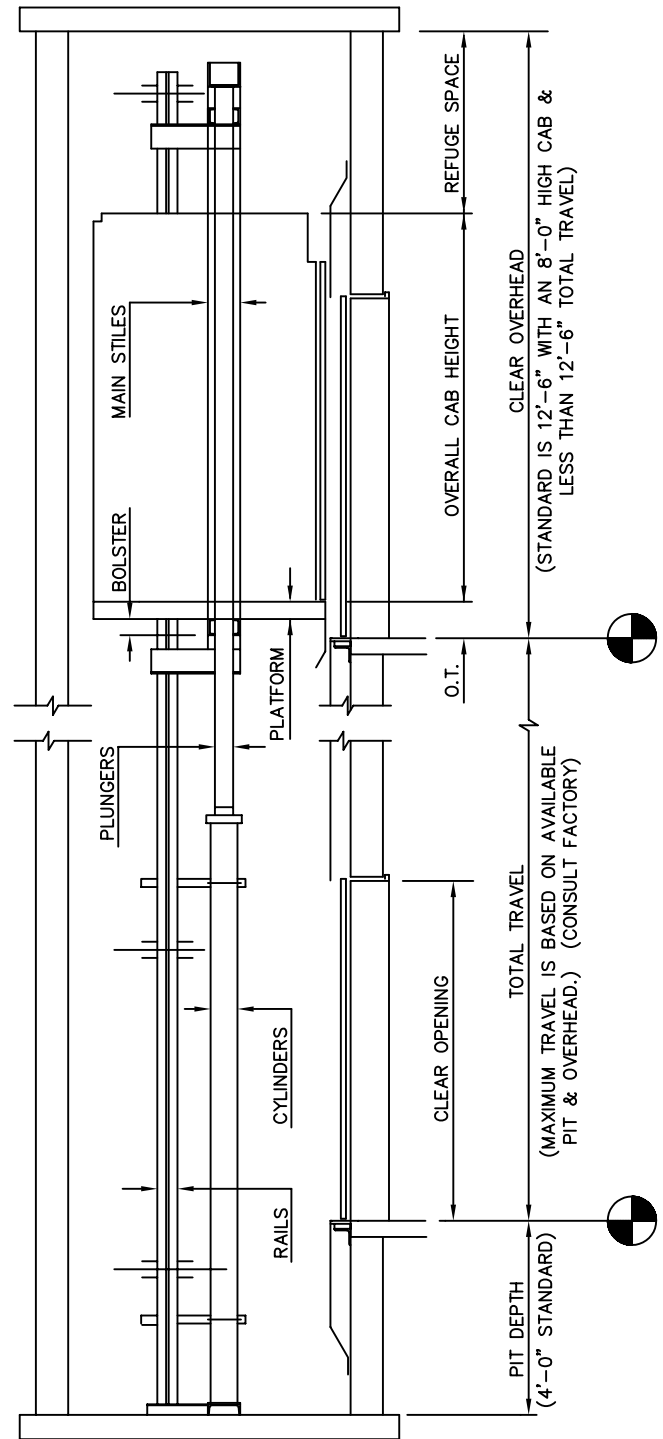 REFUGE SPACE
CLEAR OVERHEAD
(STANDARD IS 12'-6" WITH AN 8'-0" HIGH CAB &
LESS THAN 12'-6" TOTAL TRAVEL)
MAIN STILES
OVERALL CAB HEIGHT
BOLSTER
PLATFORM
O.T.
PLUNGERS
TOTAL TRAVEL
(MAXIMUM TRAVEL IS BASED ON AVAILABLE
PIT & OVERHEAD.) (CONSULT FACTORY)
CLEAR OPENING
CYLINDERS
RAILS
PIT DEPTH
(4'-0" STANDARD)